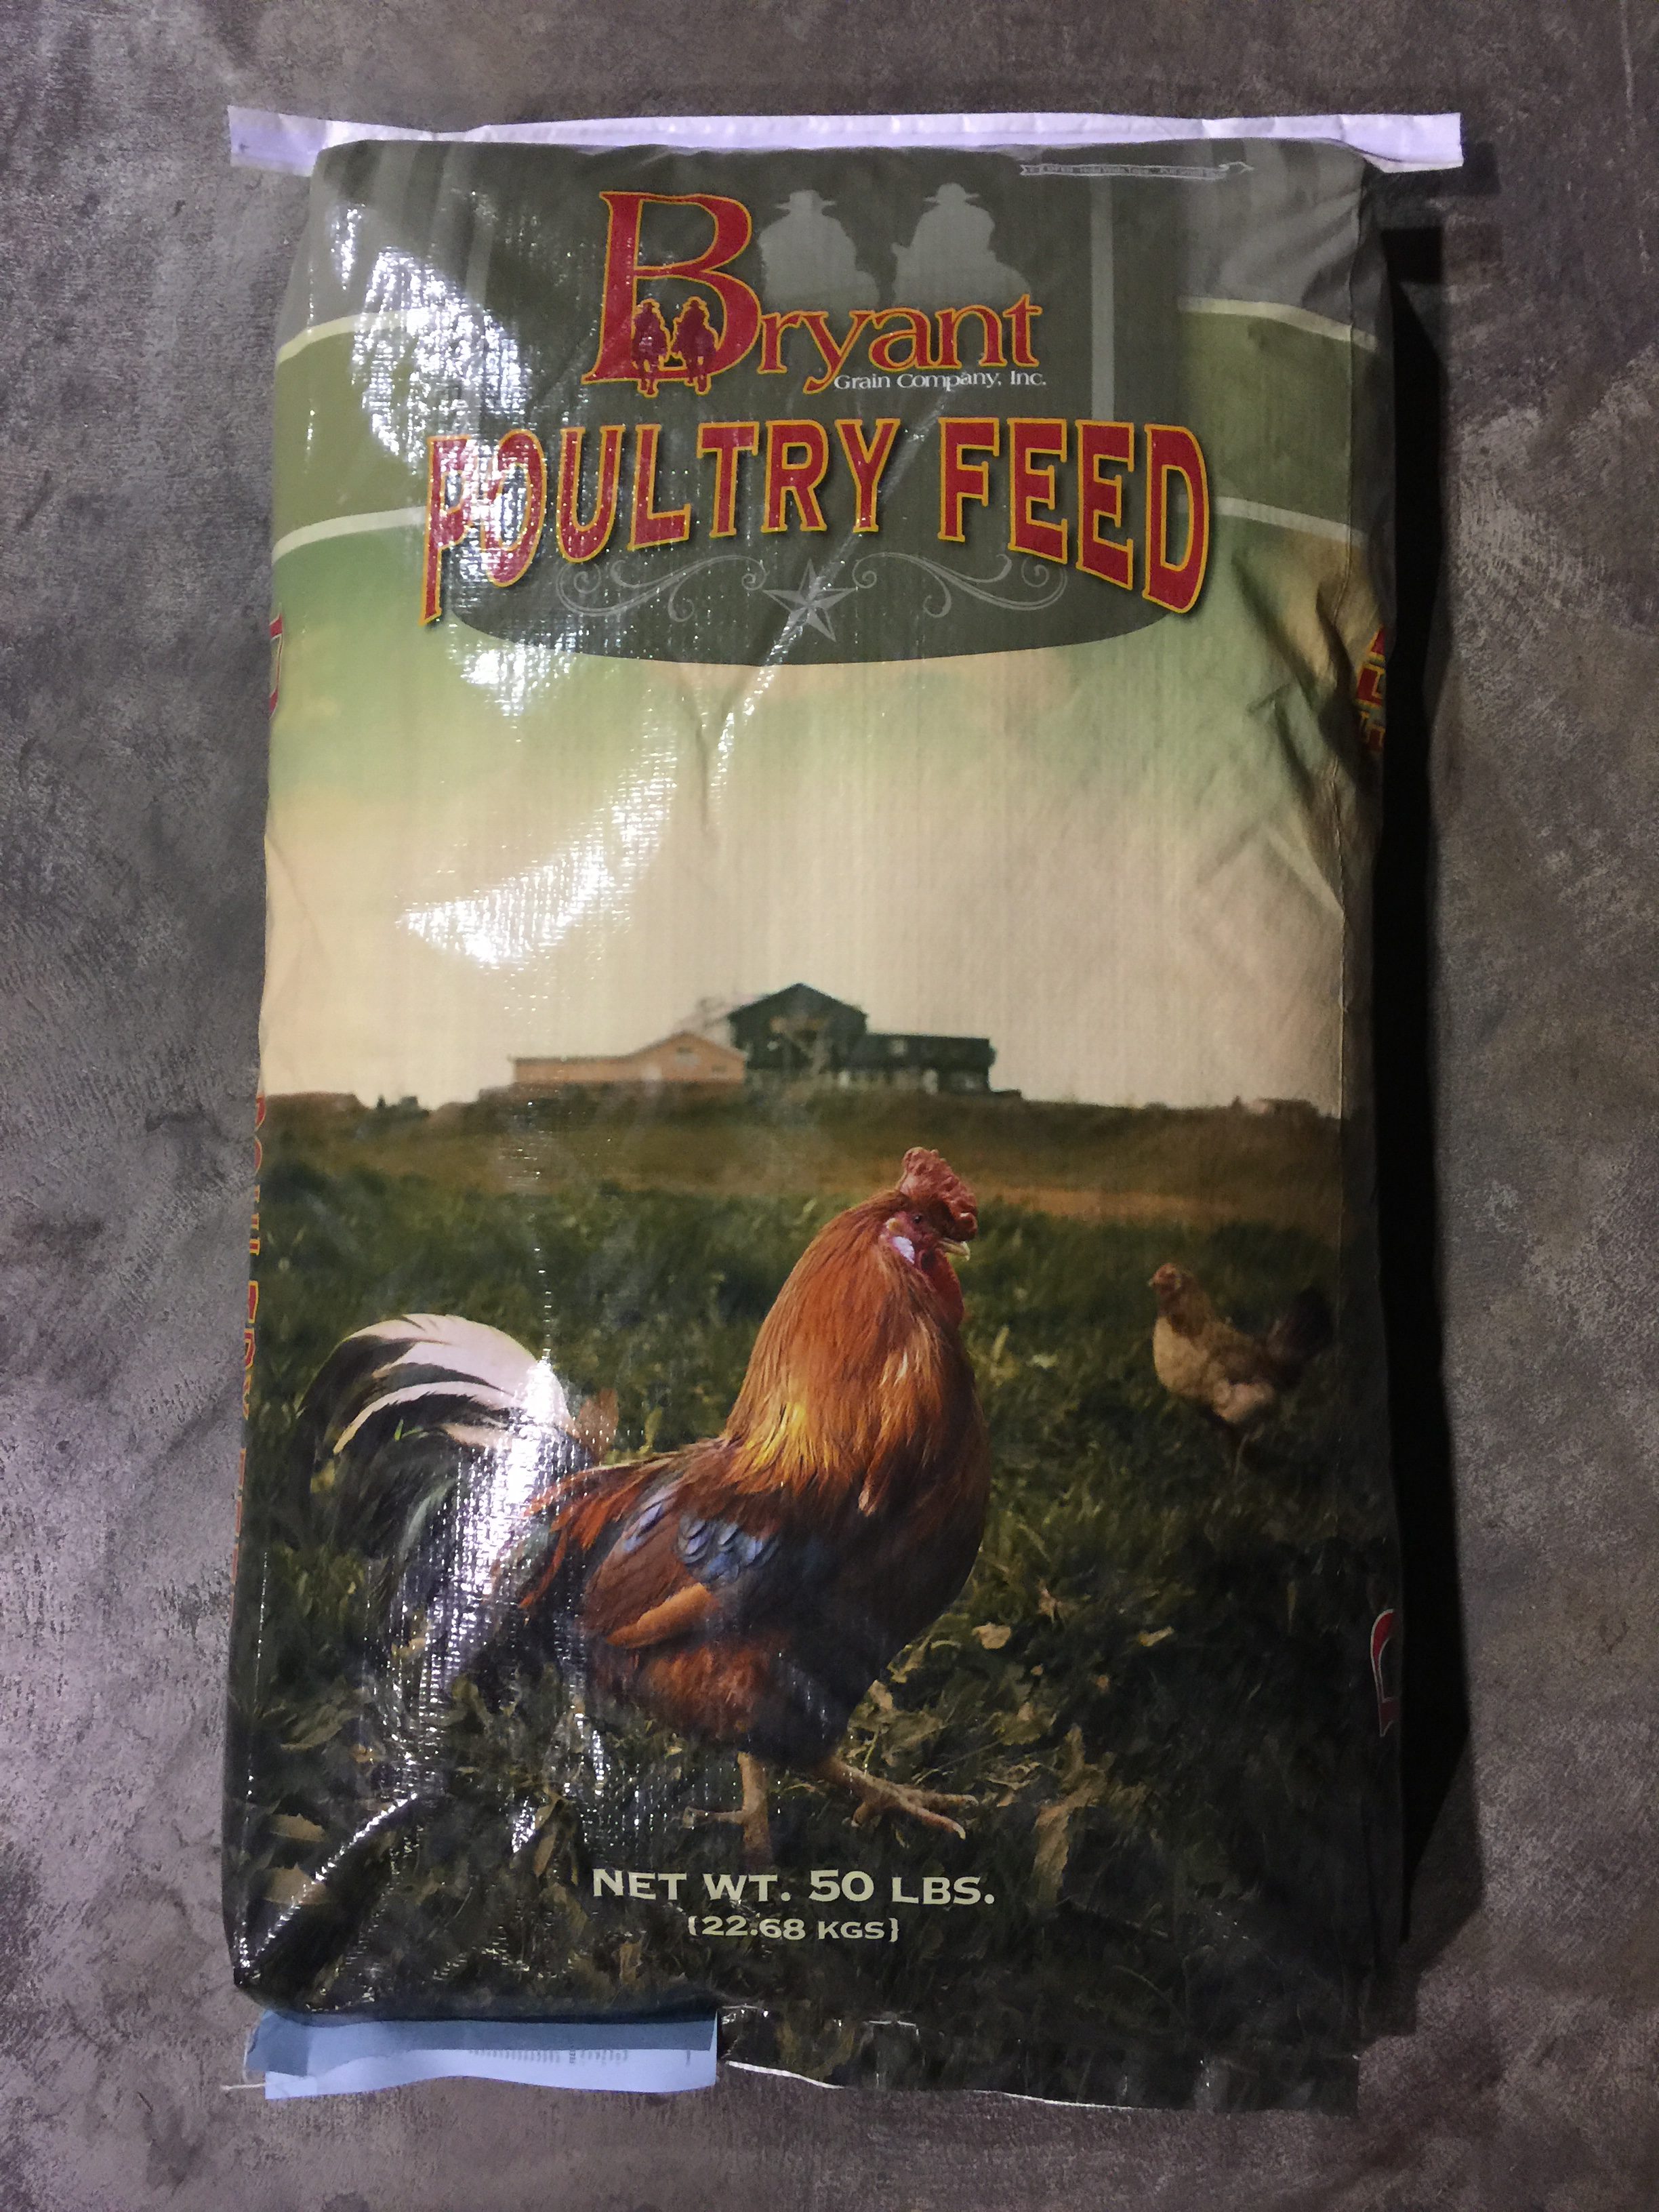 Bryant
Grain Company, Inc.
POULTRY FEED
NET WT. 50 LBS.
{22.68 KGS}